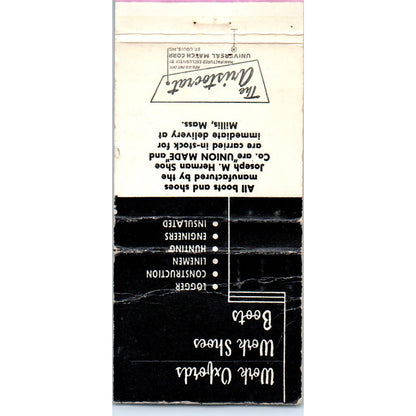 Work Oxfords
Work Shoes
Boots
• LOGGER
• CONSTRUCTION
• LINEMEN
• HUNTING
• ENGINEERS
• INSULATED
All boots and shoes
manufactured by the
Joseph M. Herman Shoe
Co. are "UNION MADE" and
are carried in-stock for
immediate delivery at
Millis, Mass.
The
Aristocrat
MANUFACTURED EXCLUSIVELY BY
UNIVERSAL MATCH CORP.
ST. LOUIS, MO.